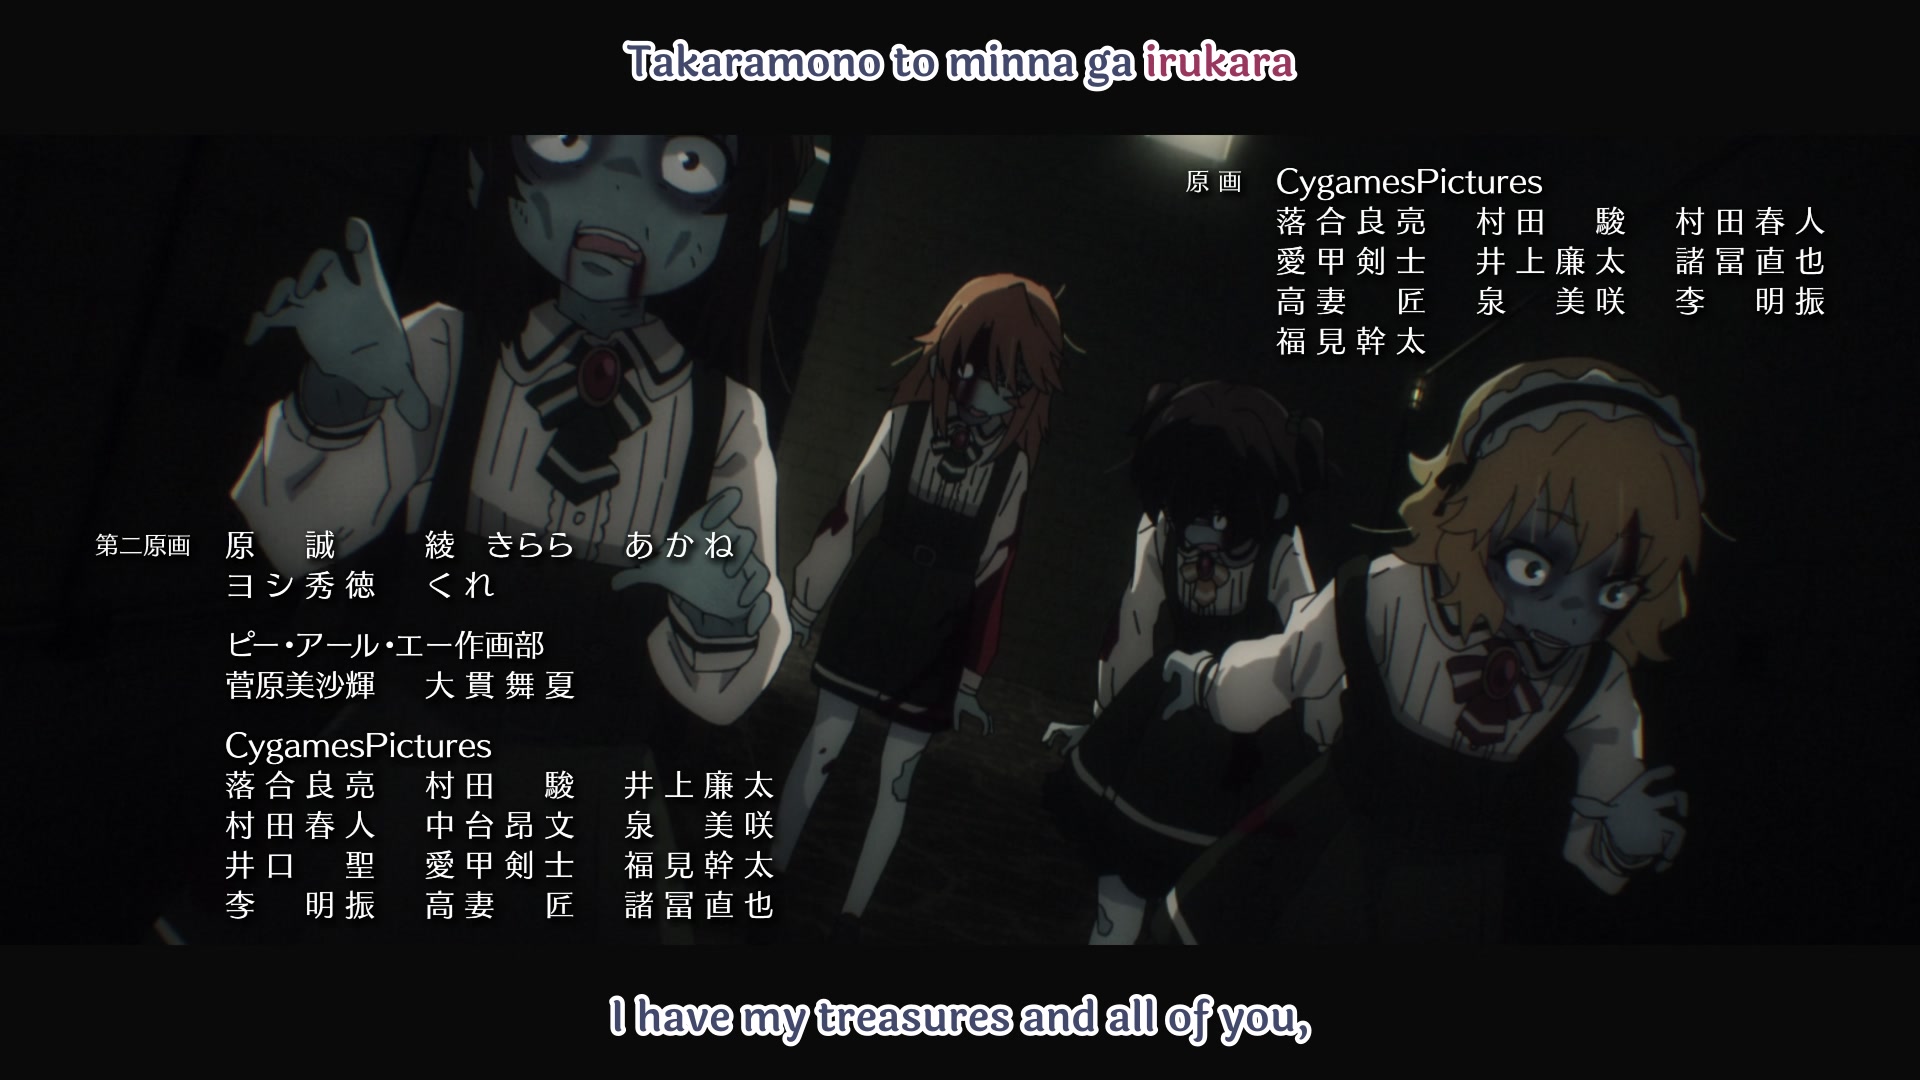 Takaramono to minna ga irukara
原画 CygamesPictures
落合良亮 村田 駿 村田春人
愛甲剣士 井上廉太 諸冨直也
高妻 匠 泉 美咲 李 明振
福見幹太
第二原画 原 誠 綾 さらら あかね
ヨシ秀徳 くれ
ピー・アール・エー作画部
菅原美沙輝 大貫舞夏
CygamesPictures
落合良亮 村田 駿 井上廉太
村田春人 中台昂文 泉 美咲
井口 聖 愛甲剣士 福見幹太
李 明振 高妻 匠 諸冨直也
I have my treasures and all of you,